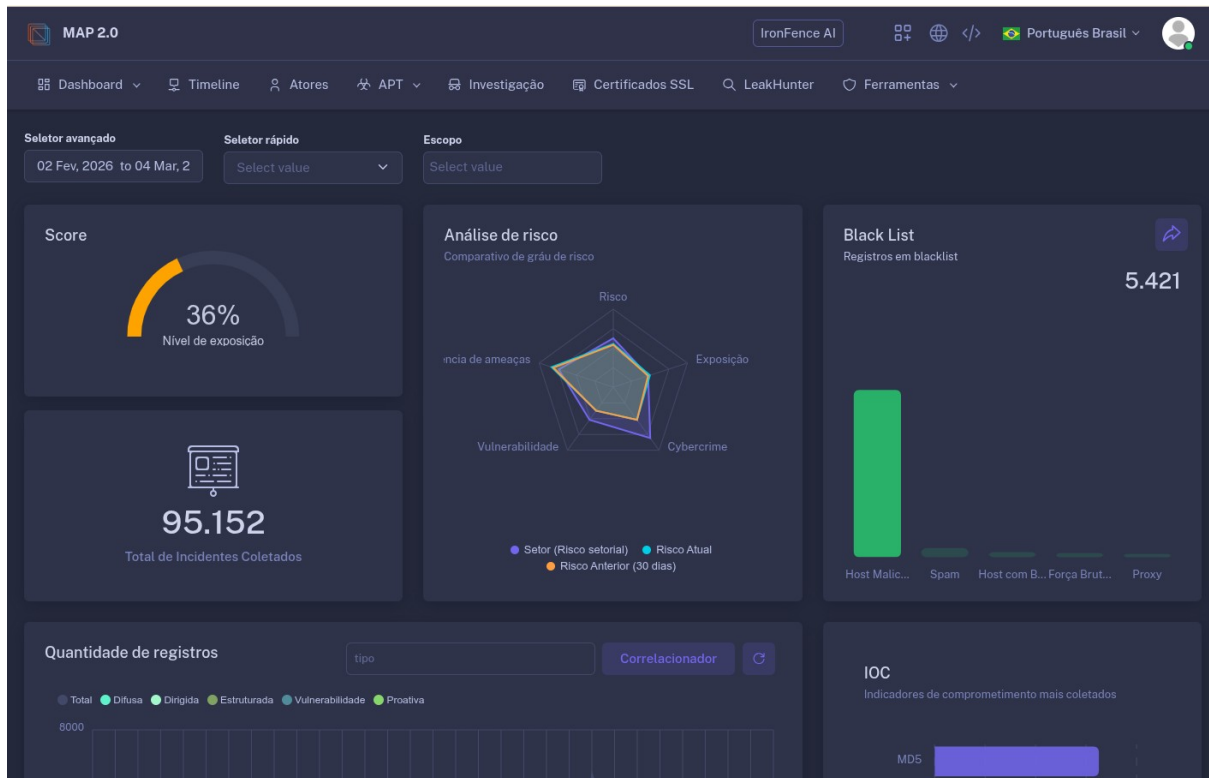 MAP 2.0
IronFence AI
</>
Português Brasil
Dashboard
Timeline
Atores
APT
Investigação
Certificados SSL
LeakHunter
Ferramentas
Seletor avançado
Seletor rápido
Escopo
02 Fev, 2026 to 04 Mar, 2
Select value
Select value
Score
36%
Nível de exposição
95.152
Total de Incidentes Coletados
Análise de risco
Comparativo de gráu de risco
Risco
ência de ameaças
Exposição
Vulnerabilidade
Cybercrime
Setor (Risco setorial)
Risco Atual
Risco Anterior (30 dias)
Black List
Registros em blacklist
5.421
Host Malic...
Spam
Host com B...
Força Brut...
Proxy
Quantidade de registros
tipo
Correlacionador
Total
Difusa
Dirigida
Estruturada
Vulnerabilidade
Proativa
8000
IOC
Indicadores de comprometimento mais coletados
MD5